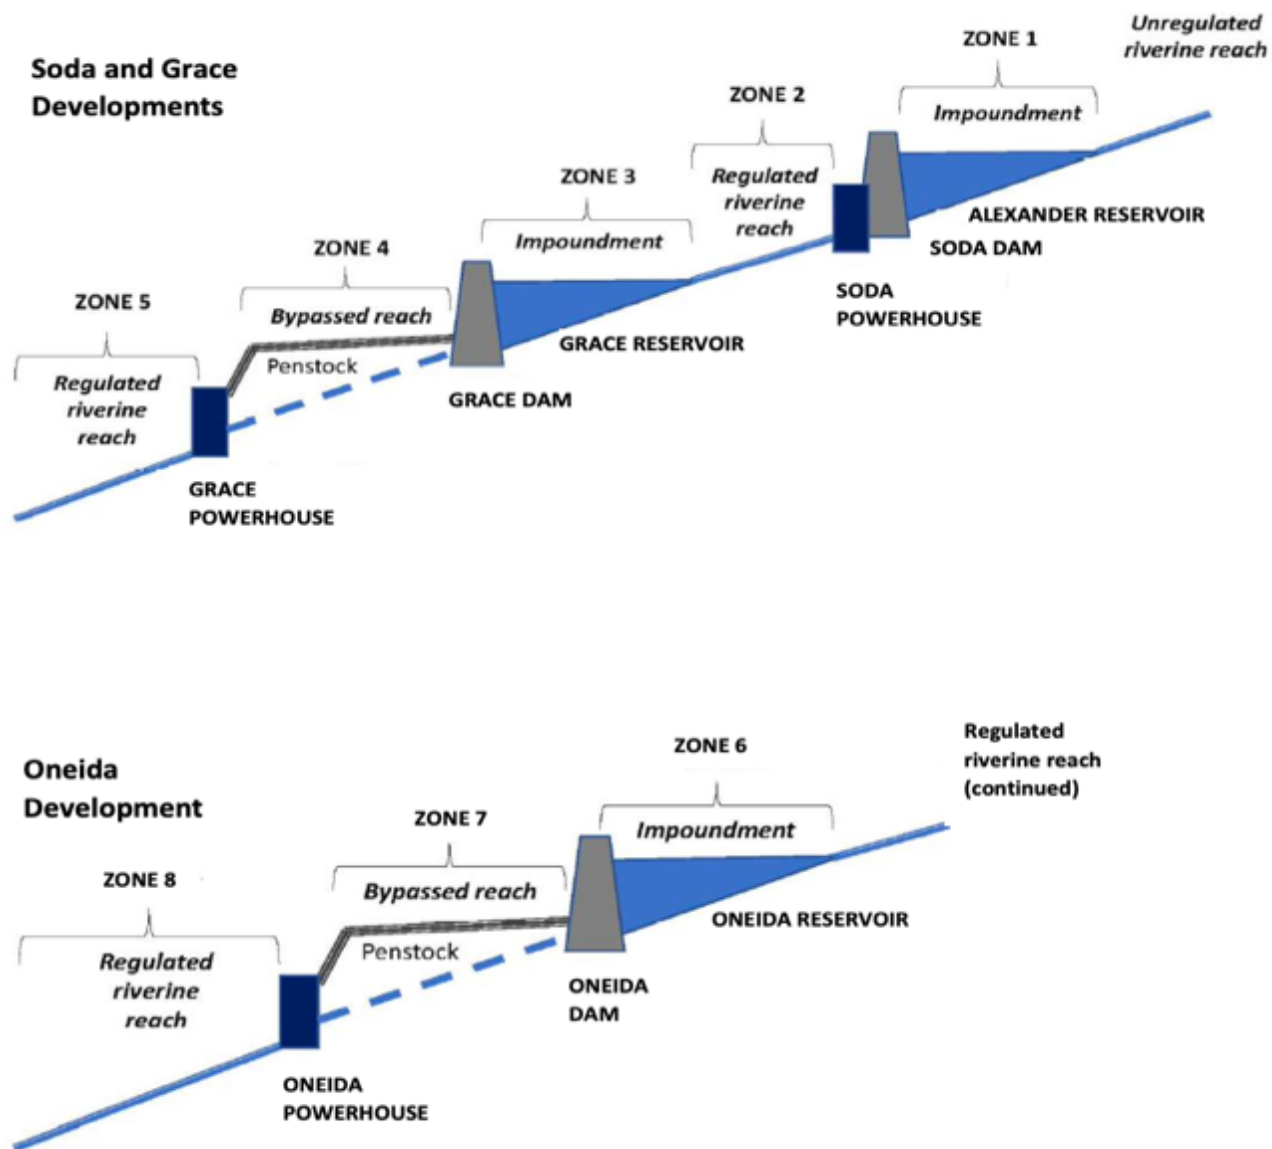 Soda and Grace
Developments
ZONE 1
Unregulated
riverine reach
Impoundment
ZONE 2
Regulated
riverine
reach
ZONE 3
Impoundment
ALEXANDER RESERVOIR
SODA DAM
SODA
POWERHOUSE
ZONE 4
Bypassed reach
Penstock
GRACE RESERVOIR
GRACE DAM
ZONE 5
Regulated
riverine
reach
GRACE
POWERHOUSE
Oneida
Development
ZONE 6
Impoundment
Regulated
riverine reach
(continued)
ZONE 7
Bypassed reach
Penstock
ONEIDA RESERVOIR
ONEIDA
DAM
ZONE 8
Regulated
riverine
reach
ONEIDA
POWERHOUSE